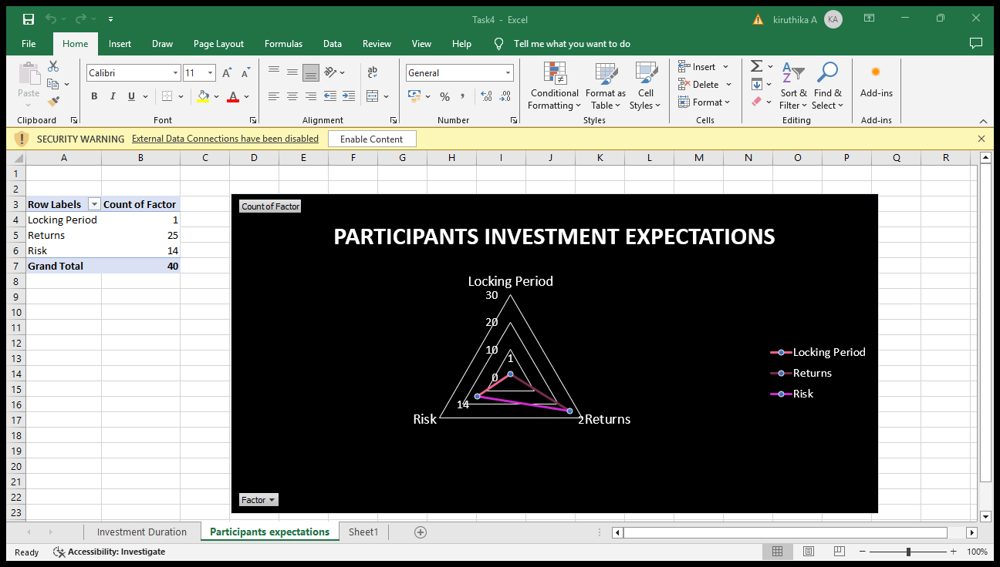 Task4 - Excel
kiruthika A KA
File Home Insert Draw Page Layout Formulas Data Review View Help Tell me what you want to do
Paste
Calibri 11
B I U A
A A
ab
c
General
% ,
Conditional Formatting
Format as Table
Cell Styles
Insert
Delete
Format
Sort & Filter
Find & Select
Add-ins
Clipboard Font Alignment Number Styles Cells Editing Add-ins
SECURITY WARNING External Data Connections have been disabled Enable Content
A B C D E F G H I J K L M N O P Q R
1
2
3 Row Labels Count of Factor
4 Locking Period 1
5 Returns 25
6 Risk 14
7 Grand Total 40
8
9
10
11
12
13
14
15
16
17
18
19
20
21
22
23
Count of Factor
PARTICIPANTS INVESTMENT EXPECTATIONS
Locking Period
30
20
10
1
0
14
Risk
2Returns
Locking Period
Returns
Risk
Factor
Investment Duration Participants expectations Sheet1
Ready Accessibility: Investigate 100%